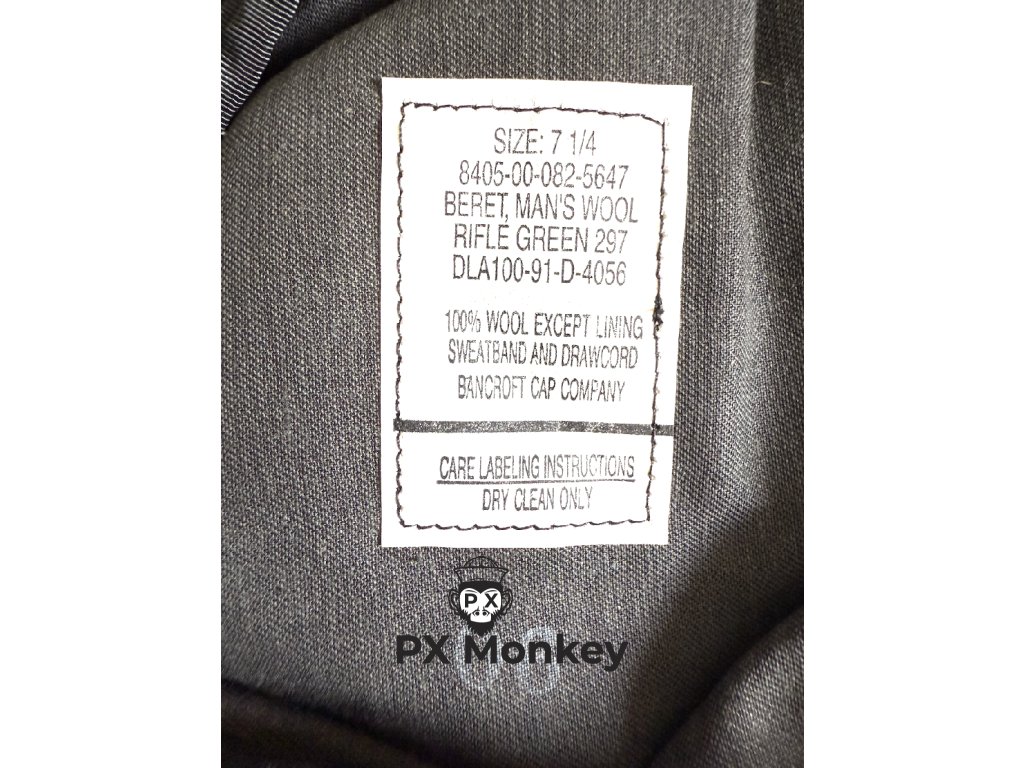 SIZE: 7 1/4
8405-00-082-5647
BERET, MAN'S WOOL
RIFLE GREEN 297
DLA100-91-D-4056
100% WOOL EXCEPT LINING
SWEATBAND AND DRAWCORD
BANCROFT CAP COMPANY
CARE LABELING INSTRUCTIONS
DRY CLEAN ONLY
PX
PX Monkey